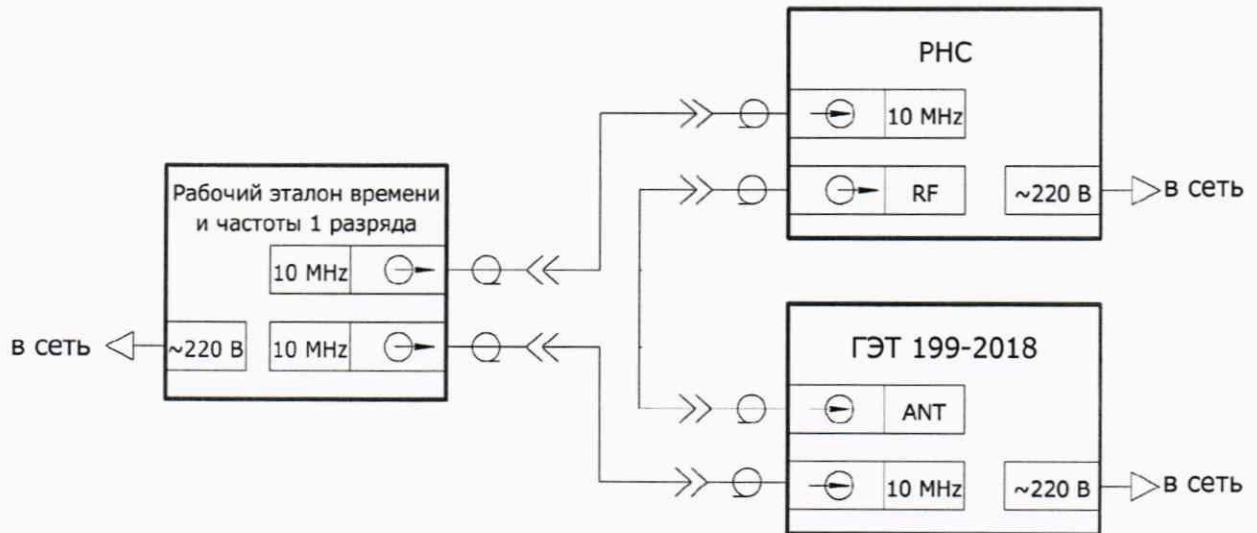 РНС
10 MHz
RF
~220 В
в сеть
Рабочий эталон времени
и частоты 1 разряда
10 MHz
в сеть
~220 В
10 MHz
ГЭТ 199-2018
ANT
10 MHz
~220 В
в сеть